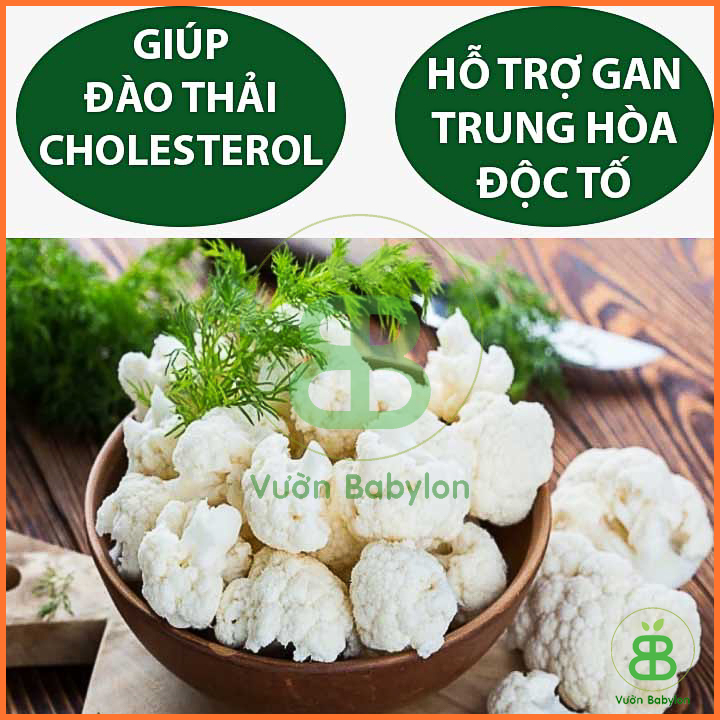 GIÚP
ĐÀO THẢI
CHOLESTEROL
HỖ TRỢ GAN
TRUNG HÒA
ĐỘC TỐ
B
Vườn Babylon
B
Vườn Babylon